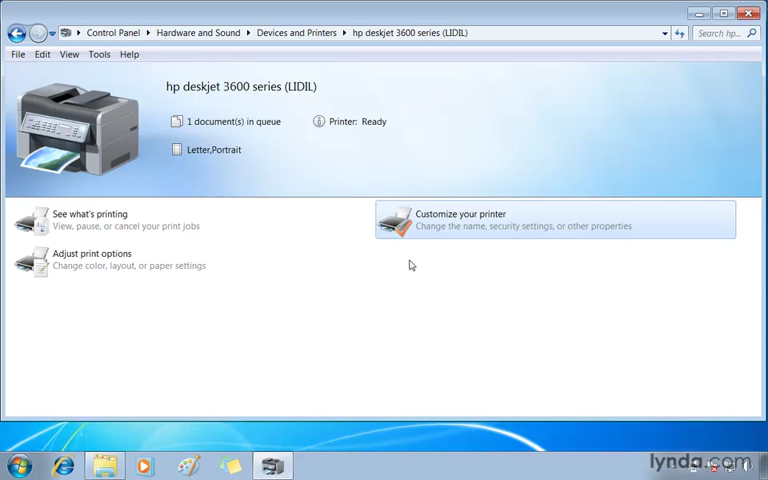 Control Panel Hardware and Sound Devices and Printers hp deskjet 3600 series (LIDIL) Search hp...
File Edit View Tools Help
hp deskjet 3600 series (LIDIL)
1 document(s) in queue Printer: Ready
Letter,Portrait
See what's printing
View, pause, or cancel your print jobs
Customize your printer
Change the name, security settings, or other properties
Adjust print options
Change color, layout, or paper settings
lynda.com